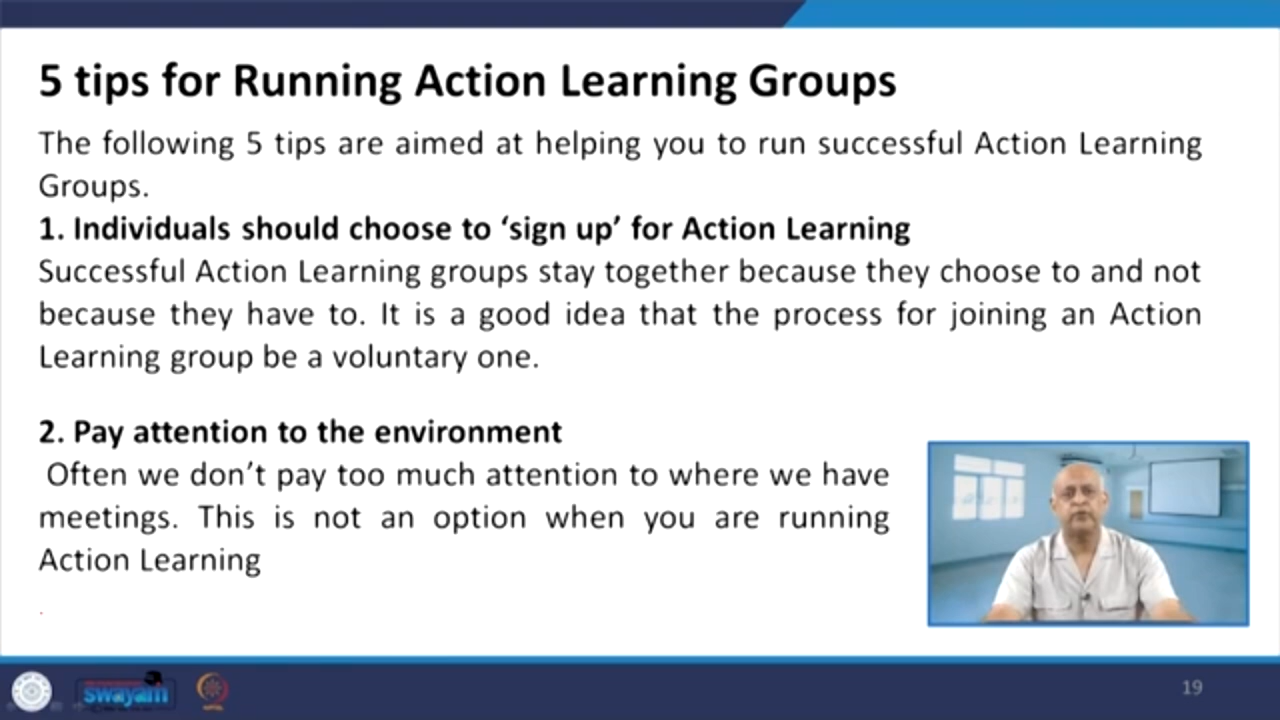 5 tips for Running Action Learning Groups
The following 5 tips are aimed at helping you to run successful Action Learning
Groups.
1. Individuals should choose to ‘sign up’ for Action Learning
Successful Action Learning groups stay together because they choose to and not
because they have to. It is a good idea that the process for joining an Action
Learning group be a voluntary one.
2. Pay attention to the environment
Often we don’t pay too much attention to where we have
meetings. This is not an option when you are running
Action Learning
.
swayam
19